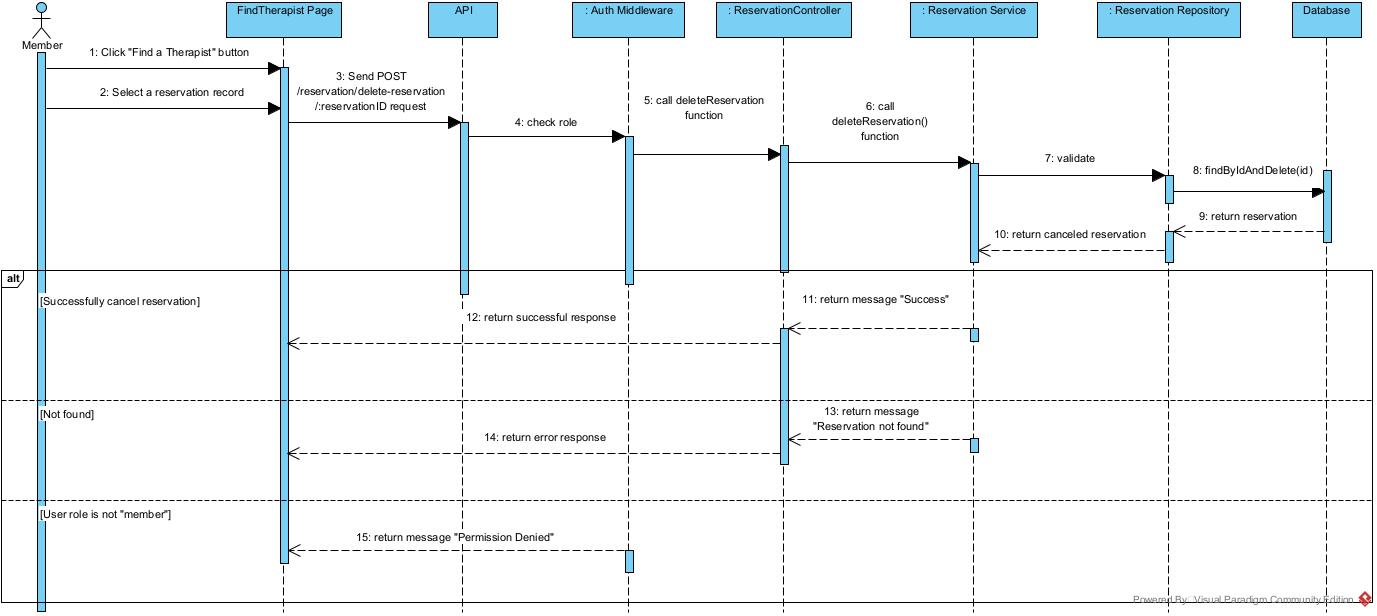 FindTherapist Page
API
: Auth Middleware
: ReservationController
: Reservation Service
: Reservation Repository
Database
Member
1: Click "Find a Therapist" button
2: Select a reservation record
3: Send POST
/reservation/delete-reservation
/:reservationID request
4: check role
5: call deleteReservation
function
6: call
deleteReservation()
function
7: validate
8: findByIdAndDelete(id)
9: return reservation
10: return canceled reservation
alt
[Successfully cancel reservation]
11: return message "Success"
12: return successful response
[Not found]
13: return message
"Reservation not found"
14: return error response
[User role is not "member"]
15: return message "Permission Denied"
Powered By: Visual Paradigm Community Edition